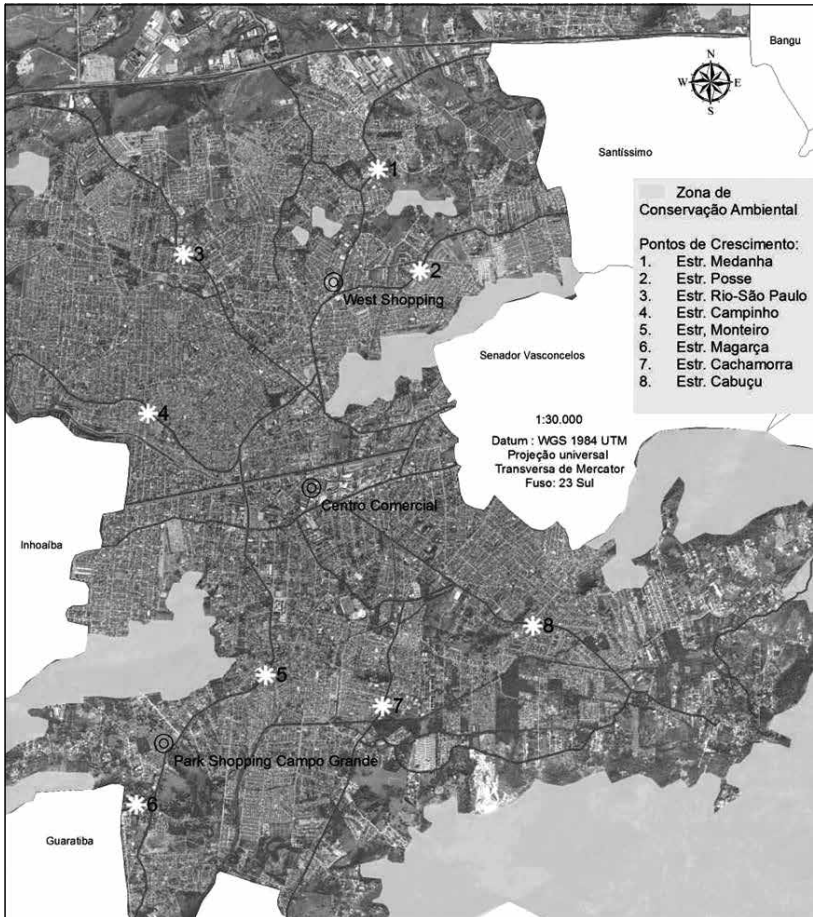 Bangu
N
W E
S
Santíssimo
Zona de
Conservação Ambiental
Pontos de Crescimento:
1. Estr. Medanha
2. Estr. Posse
3. Estr. Rio-São Paulo
4. Estr. Campinho
5. Estr, Monteiro
6. Estr. Magarça
7. Estr. Cachamorra
8. Estr. Cabuçu
1
3
2
West Shopping
Senador Vasconcelos
4
1:30.000
Datum : WGS 1984 UTM
Projeção universal
Transversa de Mercator
Fuso: 23 Sul
Centro Comercial
Inhoaíba
8
5
7
Park Shopping Campo Grande
6
Guaratiba